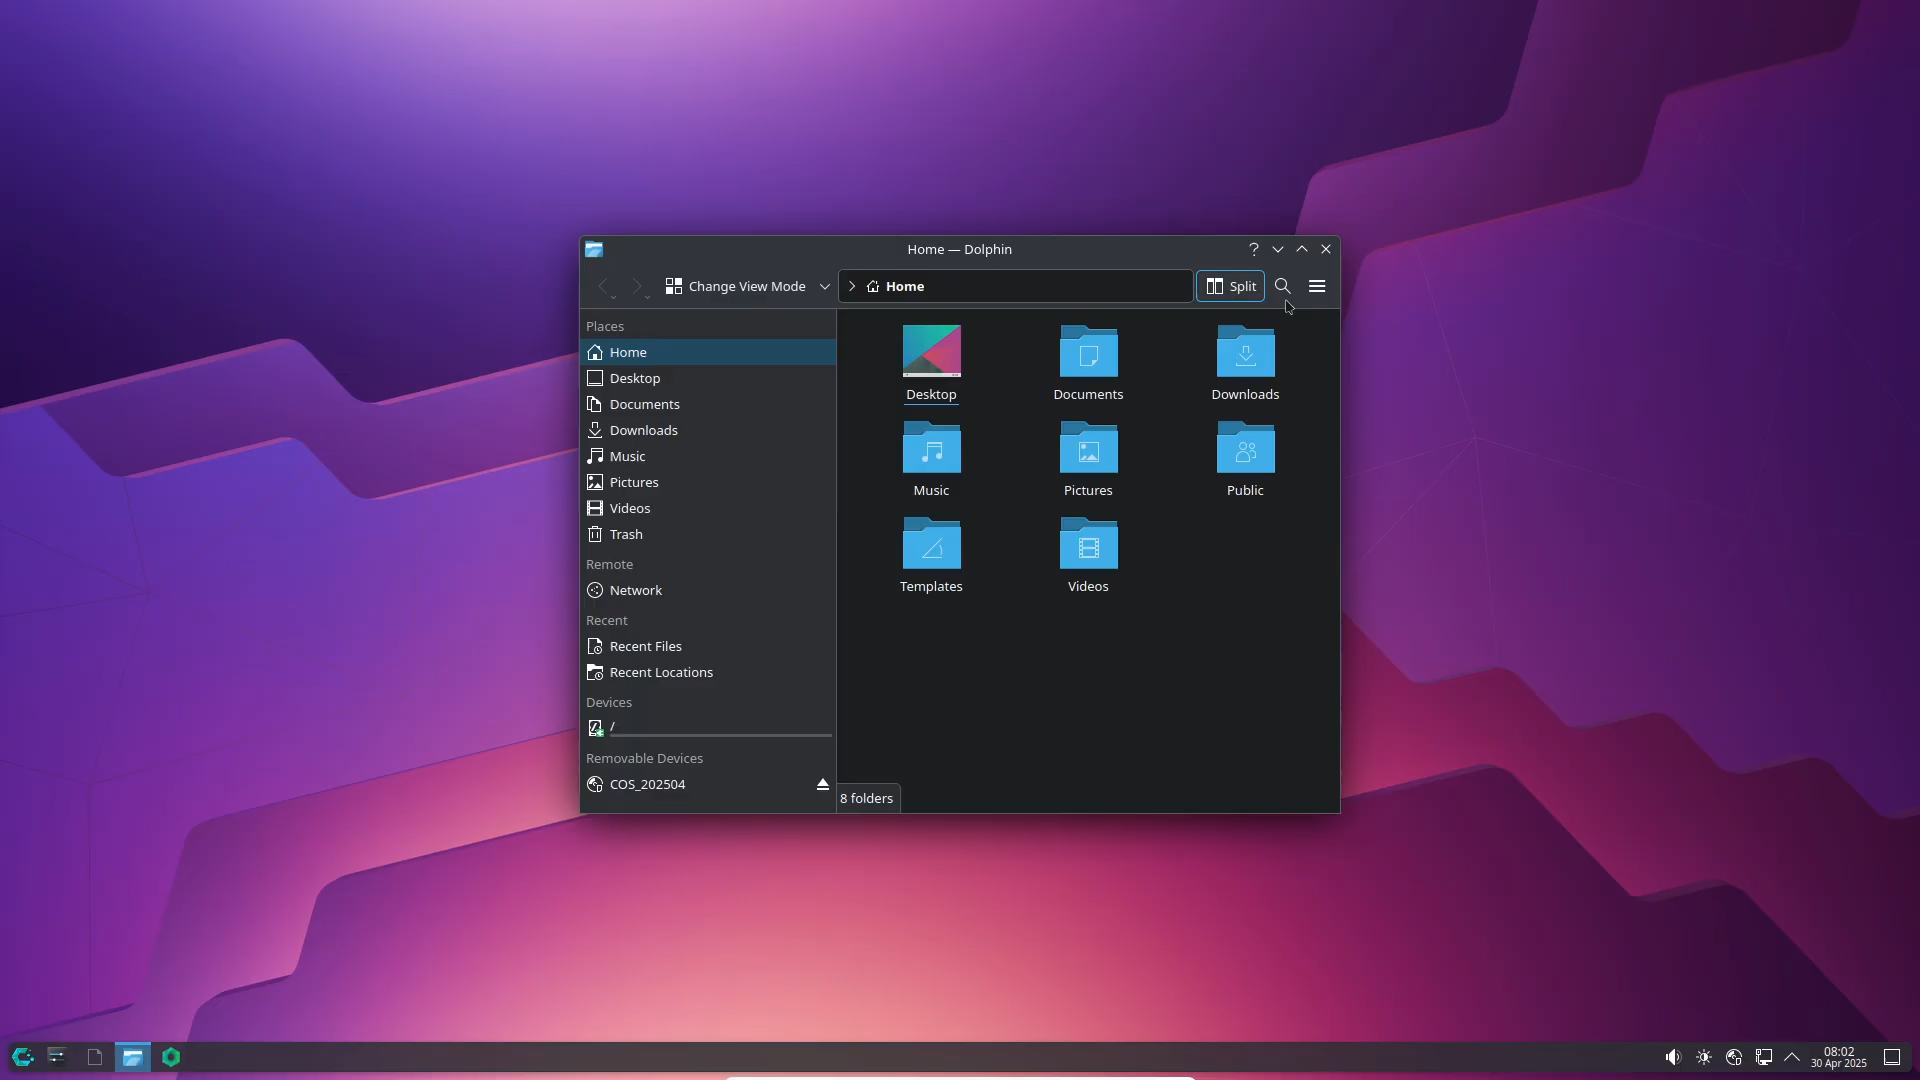 Home — Dolphin
Change View Mode
Home
Split
Places
Home
Desktop
Documents
Downloads
Music
Pictures
Videos
Trash
Remote
Network
Recent
Recent Files
Recent Locations
Devices
/
Removable Devices
COS_202504
Desktop
Documents
Downloads
Music
Pictures
Public
Templates
Videos
8 folders
08:02
30 Apr 2025